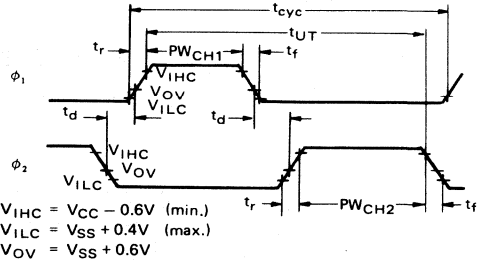 tcyc
tUT
tr
PWCH1
tf
ϕ1
VIHC
VOV
VILC
td
td
ϕ2
VIHC
VOV
VILC
tr
PWCH2
tf
VIHC = VCC – 0.6V (min.)
VILC = VSS + 0.4V (max.)
VOV = VSS + 0.6V